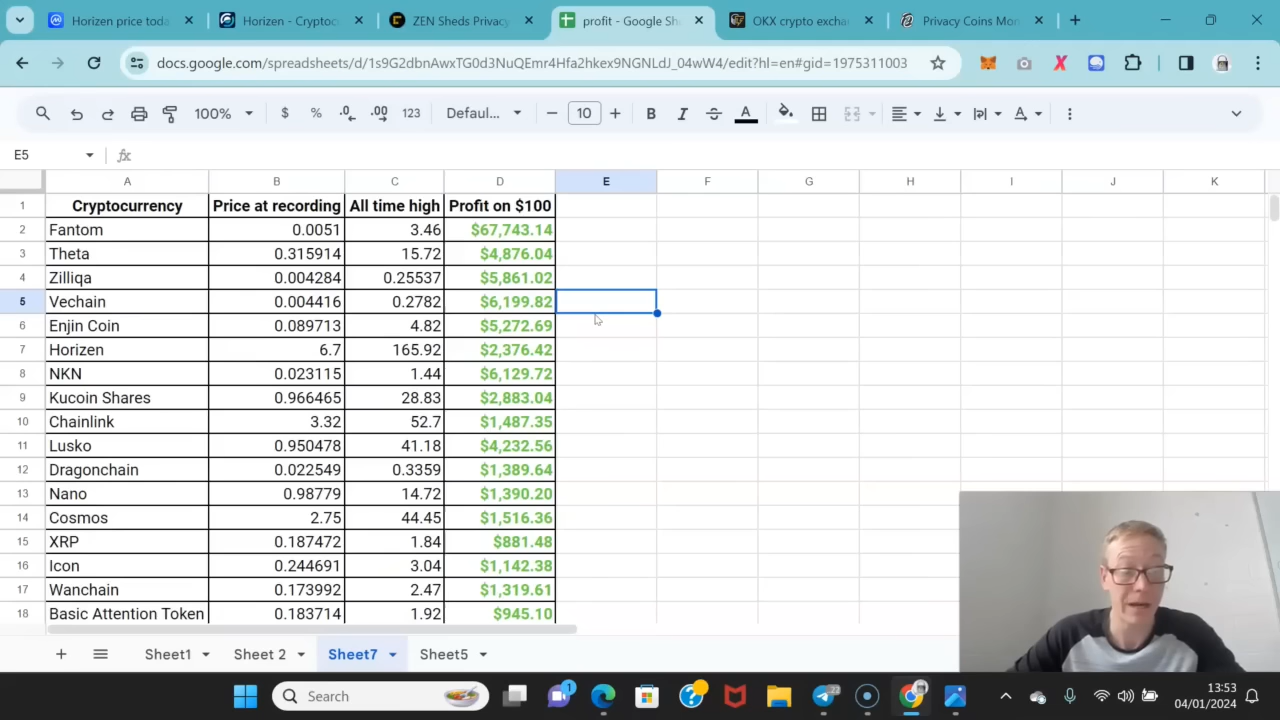 Horizen price toda
Horizen - Cryptoc
ZEN Sheds Privacy
profit - Google Sh
OKX crypto excha
Privacy Coins Mon
docs.google.com/spreadsheets/d/1s9G2dbnAwxTG0d3NuQEmr4Hfa2hkex9NGNLdJ_04wW4/edit?hl=en#gid=1975311003
100% $ % .0 .00 123 Defaul... 10 B I S A A
E5 fx
A B C D E F G H I J K
1 Cryptocurrency Price at recording All time high Profit on $100
2 Fantom 0.0051 3.46 $67,743.14
3 Theta 0.315914 15.72 $4,876.04
4 Zilliqa 0.004284 0.25537 $5,861.02
5 Vechain 0.004416 0.2782 $6,199.82
6 Enjin Coin 0.089713 4.82 $5,272.69
7 Horizen 6.7 165.92 $2,376.42
8 NKN 0.023115 1.44 $6,129.72
9 Kucoin Shares 0.966465 28.83 $2,883.04
10 Chainlink 3.32 52.7 $1,487.35
11 Lusko 0.950478 41.18 $4,232.56
12 Dragonchain 0.022549 0.3359 $1,389.64
13 Nano 0.98779 14.72 $1,390.20
14 Cosmos 2.75 44.45 $1,516.36
15 XRP 0.187472 1.84 $881.48
16 Icon 0.244691 3.04 $1,142.38
17 Wanchain 0.173992 2.47 $1,319.61
18 Basic Attention Token 0.183714 1.92 $945.10
Sheet1 Sheet 2 Sheet7 Sheet5
Search 1 22 13:53
04/01/2024